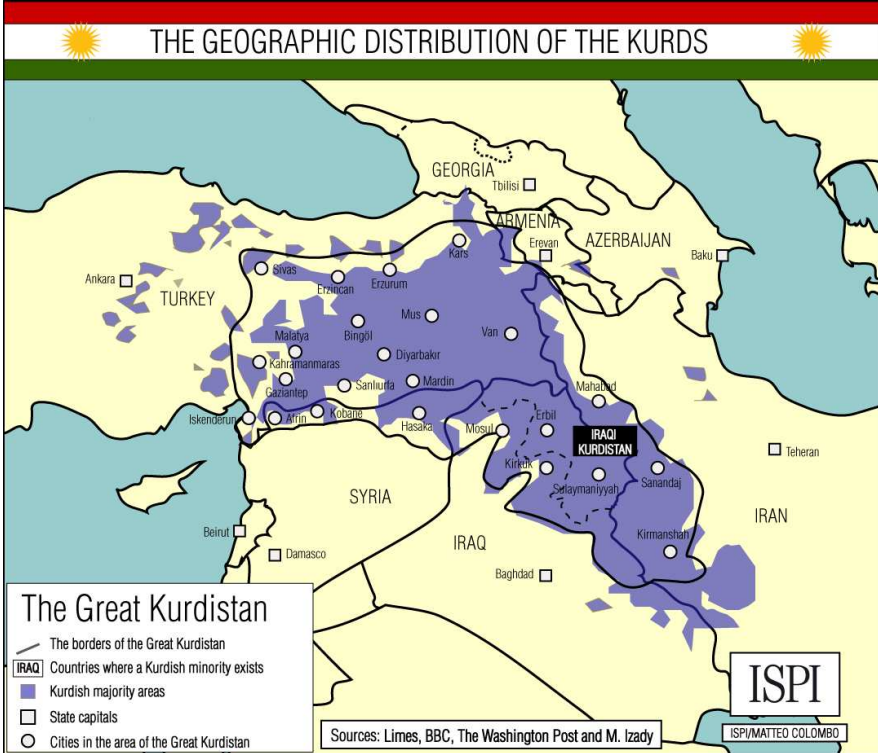 THE GEOGRAPHIC DISTRIBUTION OF THE KURDS
GEORGIA
Tbilisi
ARMENIA
Erevan
AZERBAIJAN
Baku
Kars
Ankara
TURKEY
Sivas
Erzincan
Erzurum
Mus
Bingöl
Van
Malatya
Diyarbakır
Kahramanmaras
Gaziantep
Sanlıurfa
Mardin
Mahabad
Iskenderun
Afrin
Kobane
Hasaka
Mosul
Erbil
IRAQI
KURDISTAN
Teheran
Kirkuk
Sulaymaniyyah
Sanandaj
SYRIA
IRAN
Beirut
Damasco
IRAQ
Kirmanshah
Baghdad
The Great Kurdistan
The borders of the Great Kurdistan
IRAQ Countries where a Kurdish minority exists
Kurdish majority areas
State capitals
Cities in the area of the Great Kurdistan
Sources: Limes, BBC, The Washington Post and M. Izady
ISPI
ISPI/MATTEO COLOMBO